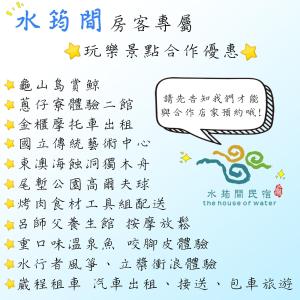 水筠間 房客專屬
玩樂景點合作優惠
龜山島賞鯨
蔥仔寮體驗二館
金櫃摩托車出租
國立傳統藝術中心
東澳海蝕洞獨木舟
尾塹公園高爾夫球
烤肉食材工具組配送
呂師父養生館 按摩放鬆
重口味溫泉魚 咬腳皮體驗
水行者風箏、立槳衝浪體驗
葳程租車 汽車出租、接送、包車旅遊
請先告知我們才能
與合作店家預約哦!
水筠間民宿
the house of water